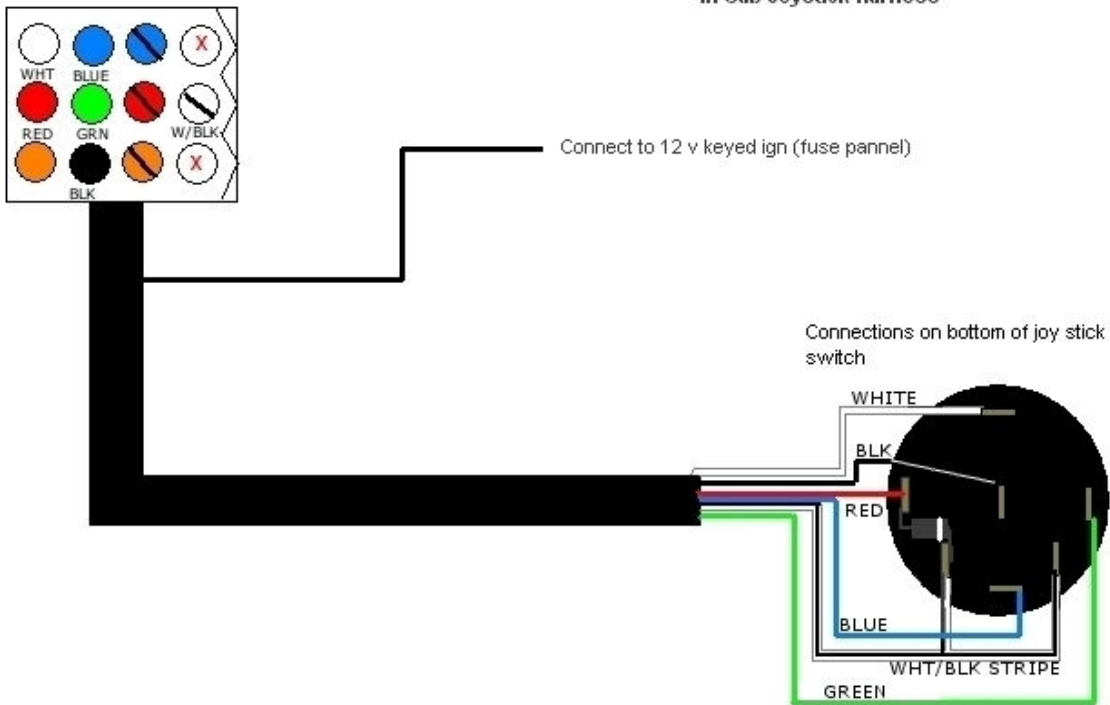 WHT BLUE
X
RED GRN W/BLK
X
BLK
Connect to 12 v keyed ign (fuse pannel)
Connections on bottom of joy stick
switch
WHITE
BLK
RED
BLUE
WHT/BLK STRIPE
GREEN